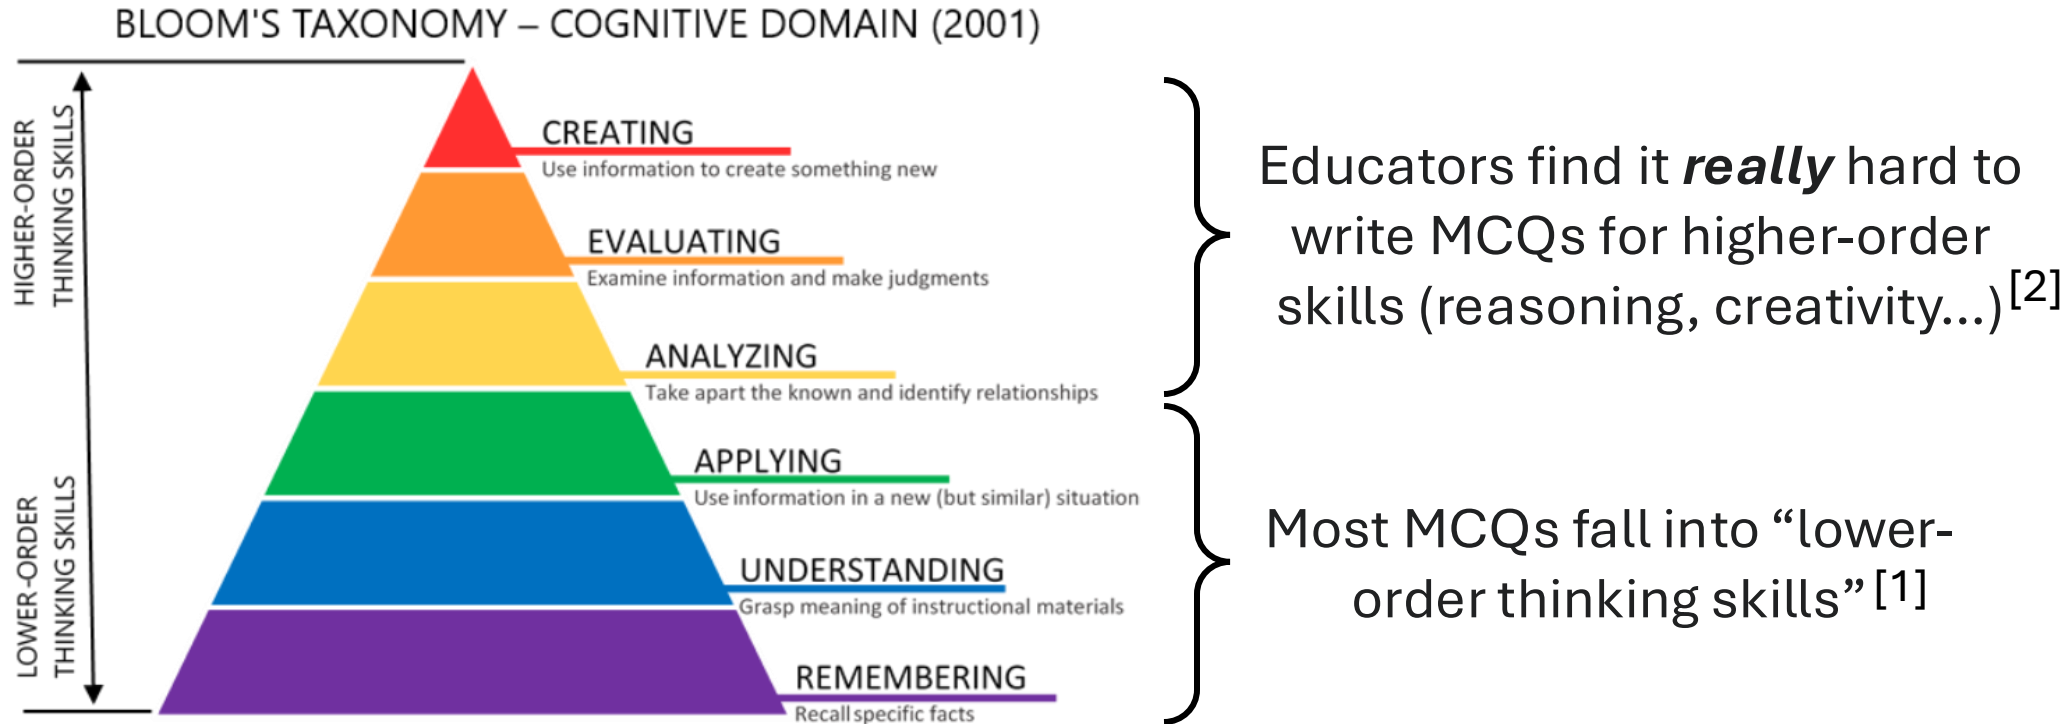 BLOOM'S TAXONOMY – COGNITIVE DOMAIN (2001)
HIGHER-ORDER
THINKING SKILLS
LOWER-ORDER
THINKING SKILLS
CREATING
Use information to create something new
EVALUATING
Examine information and make judgments
ANALYZING
Take apart the known and identify relationships
APPLYING
Use information in a new (but similar) situation
UNDERSTANDING
Grasp meaning of instructional materials
REMEMBERING
Recall specific facts
Educators find it really hard to
write MCQs for higher-order
skills (reasoning, creativity...)[2]
Most MCQs fall into “lower-
order thinking skills”[1]